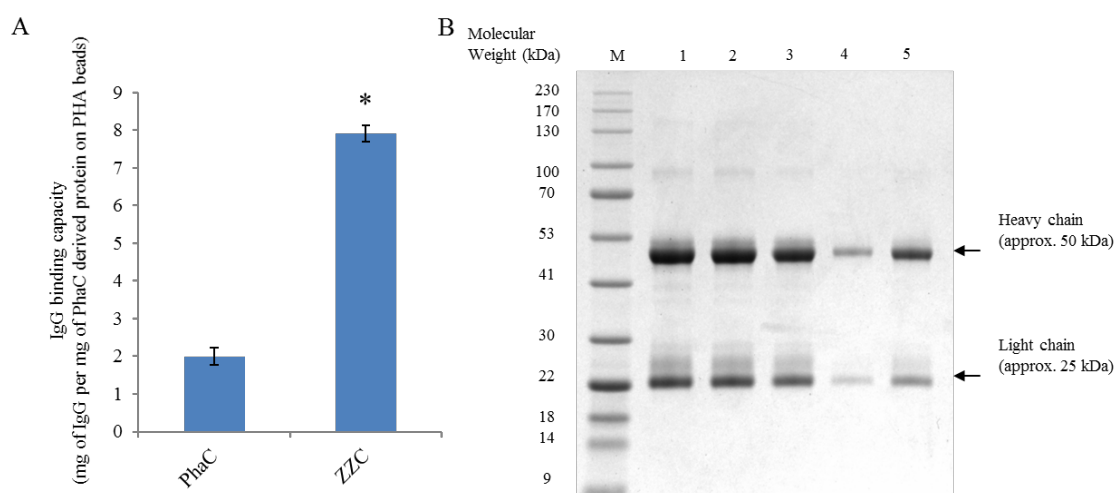 A
IgG binding capacity
(mg of IgG per mg of PhaC derived protein on PHA beads)
9
8
7
6
5
4
3
2
1
0
*
PhaC
ZZC
B
Molecular
Weight (kDa)
M 1 2 3 4 5
230
170
130
100
70
53
41
30
22
18
14
9
Heavy chain
(approx. 50 kDa)
Light chain
(approx. 25 kDa)